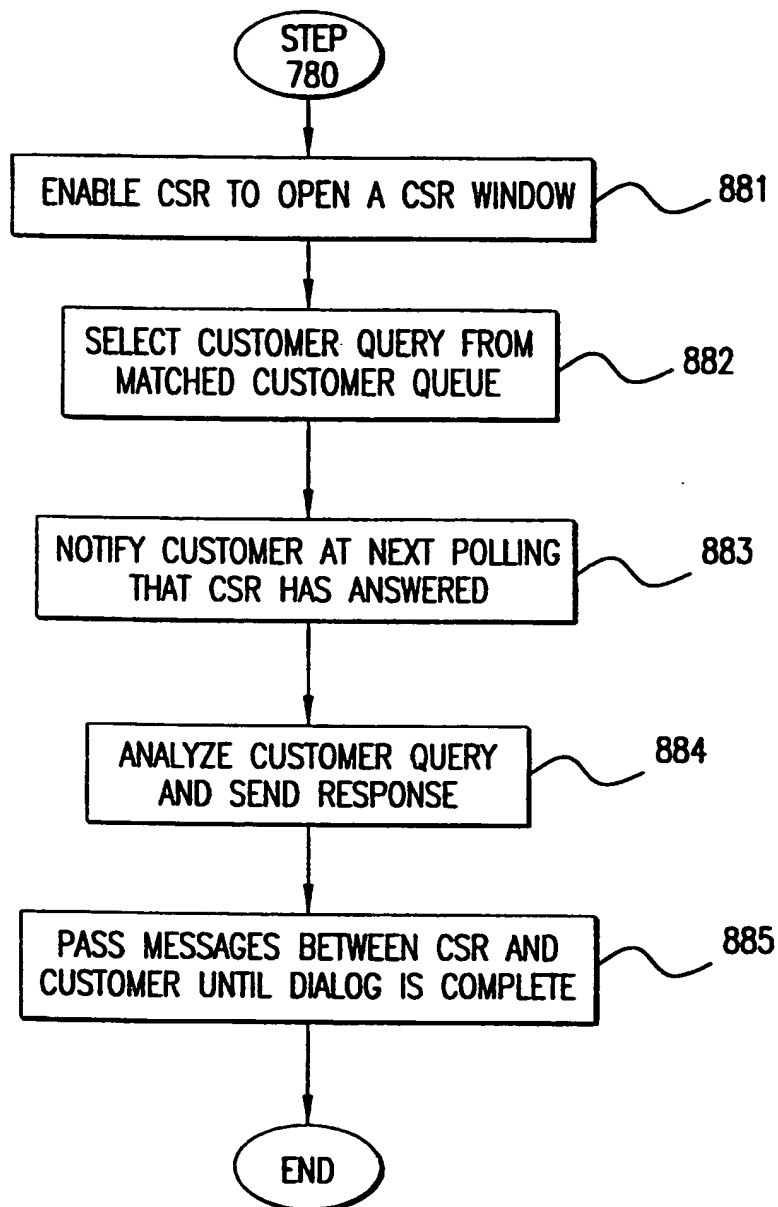 STEP
780
ENABLE CSR TO OPEN A CSR WINDOW
881
SELECT CUSTOMER QUERY FROM
MATCHED CUSTOMER QUEUE
882
NOTIFY CUSTOMER AT NEXT POLLING
THAT CSR HAS ANSWERED
883
ANALYZE CUSTOMER QUERY
AND SEND RESPONSE
884
PASS MESSAGES BETWEEN CSR AND
CUSTOMER UNTIL DIALOG IS COMPLETE
885
END